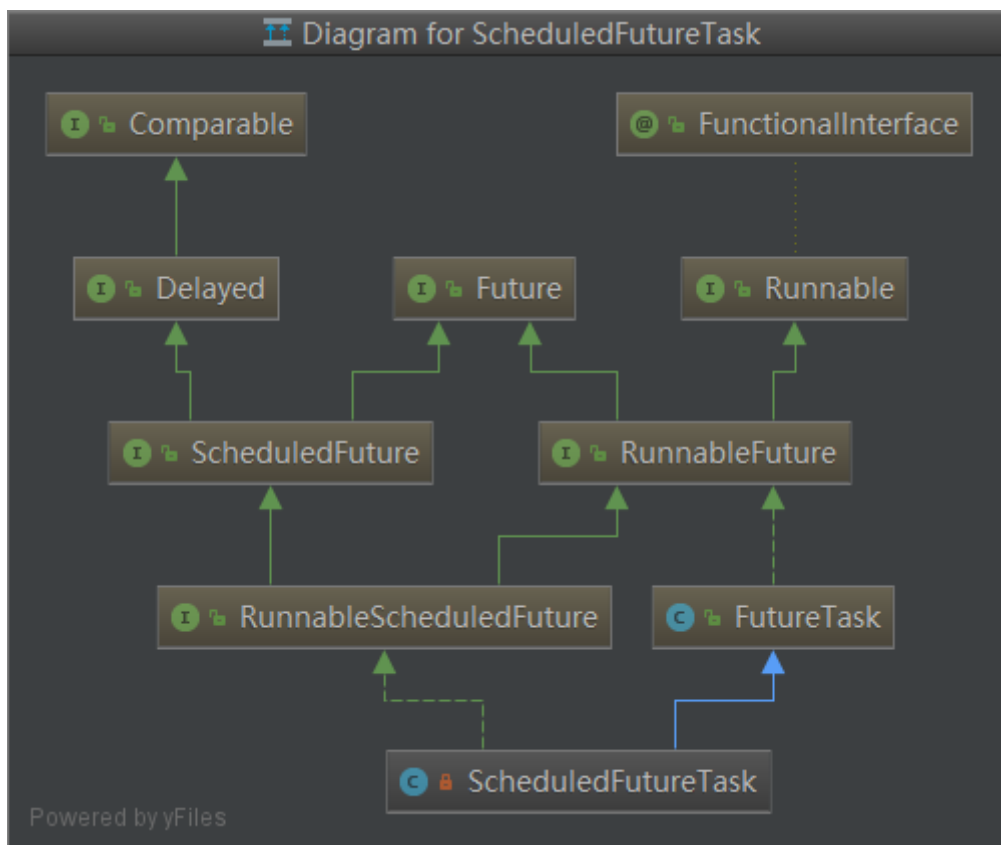 Diagram for ScheduledFutureTask
I Comparable
@ FunctionalInterface
I Delayed
I Future
I Runnable
I ScheduledFuture
I RunnableFuture
I RunnableScheduledFuture
C FutureTask
C ScheduledFutureTask
Powered by yFiles